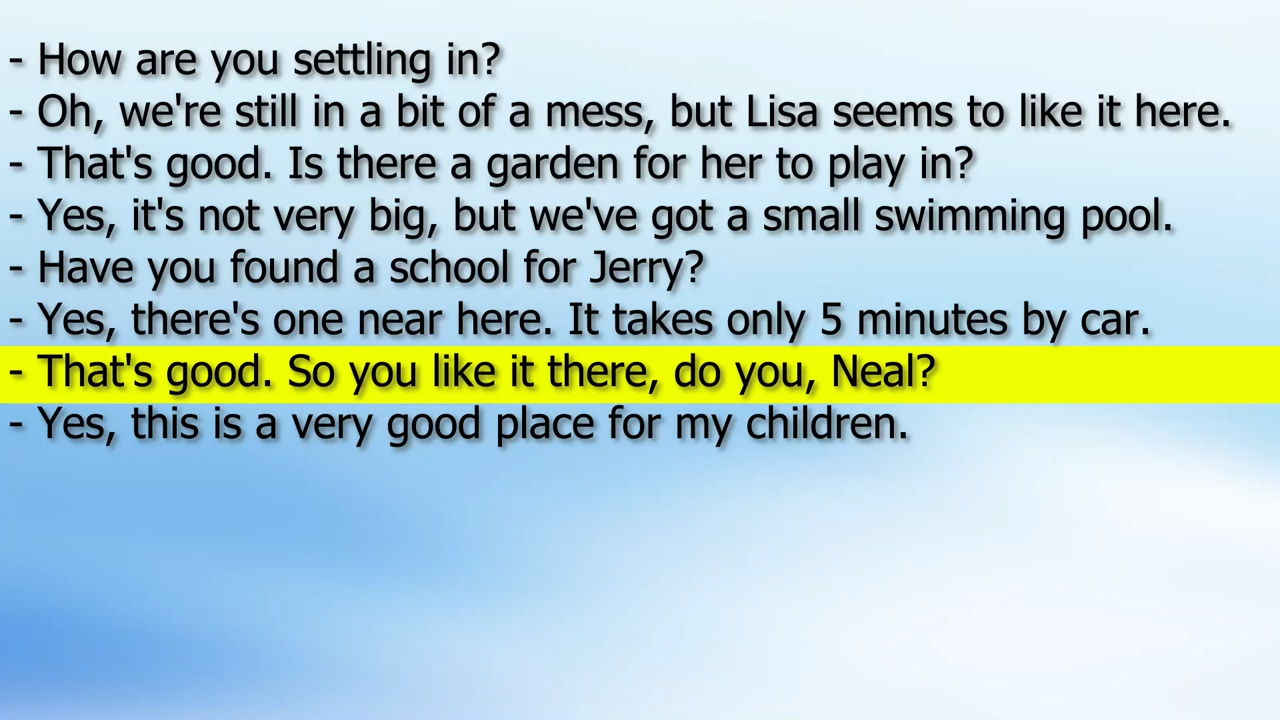 - How are you settling in?
- Oh, we're still in a bit of a mess, but Lisa seems to like it here.
- That's good. Is there a garden for her to play in?
- Yes, it's not very big, but we've got a small swimming pool.
- Have you found a school for Jerry?
- Yes, there's one near here. It takes only 5 minutes by car.
- That's good. So you like it there, do you, Neal?
- Yes, this is a very good place for my children.